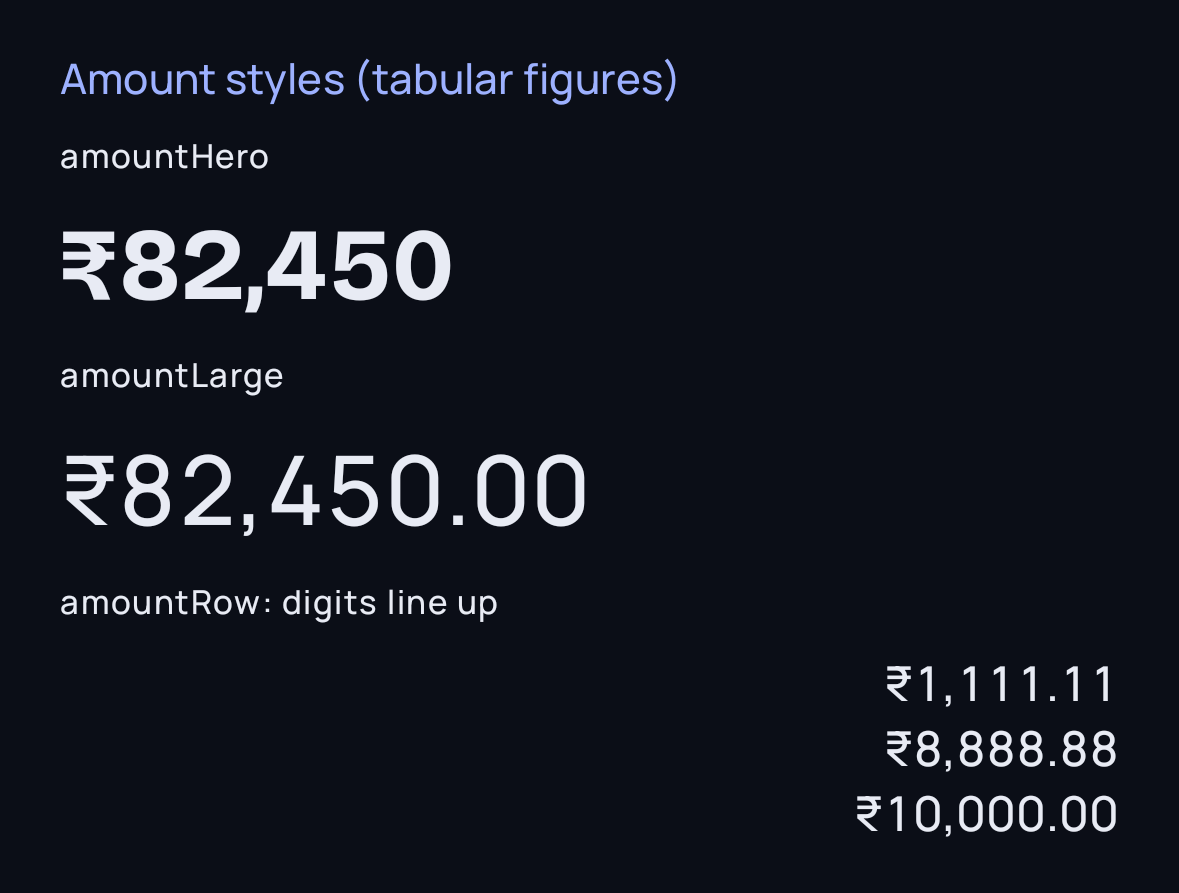 Amount styles (tabular figures)
amountHero
₹82,450
amountLarge
₹82,450.00
amountRow: digits line up
₹1,111.11
₹8,888.88
₹10,000.00